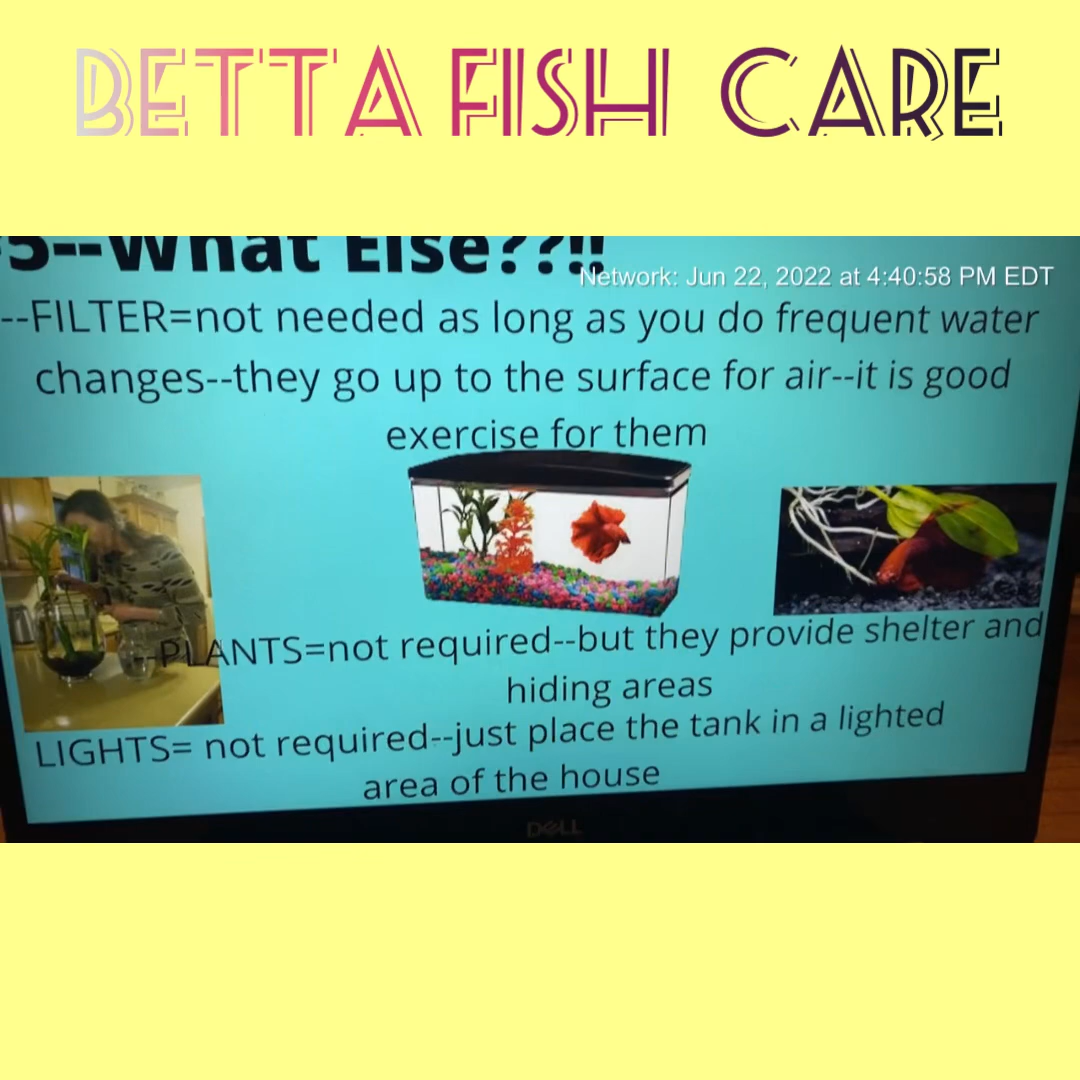 BETTA FISH CARE
5--What Else??!!
Network: Jun 22, 2022 at 4:40:58 PM EDT
--FILTER=not needed as long as you do frequent water
changes--they go up to the surface for air--it is good
exercise for them
--PLANTS=not required--but they provide shelter and
hiding areas
LIGHTS= not required--just place the tank in a lighted
area of the house
DELL